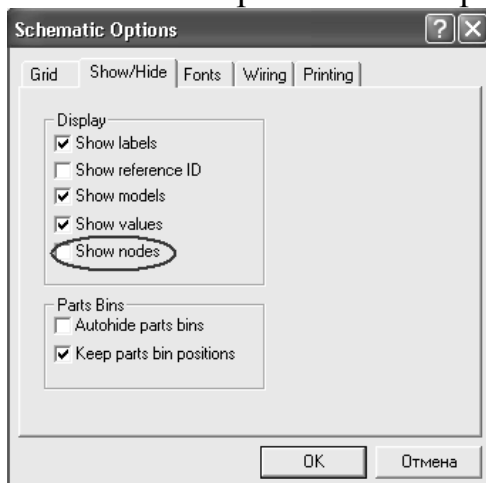 Schematic Options
Grid Show/Hide Fonts Wiring Printing
Display
Show labels
Show reference ID
Show models
Show values
Show nodes
Parts Bins
Autohide parts bins
Keep parts bin positions
OK Отмена